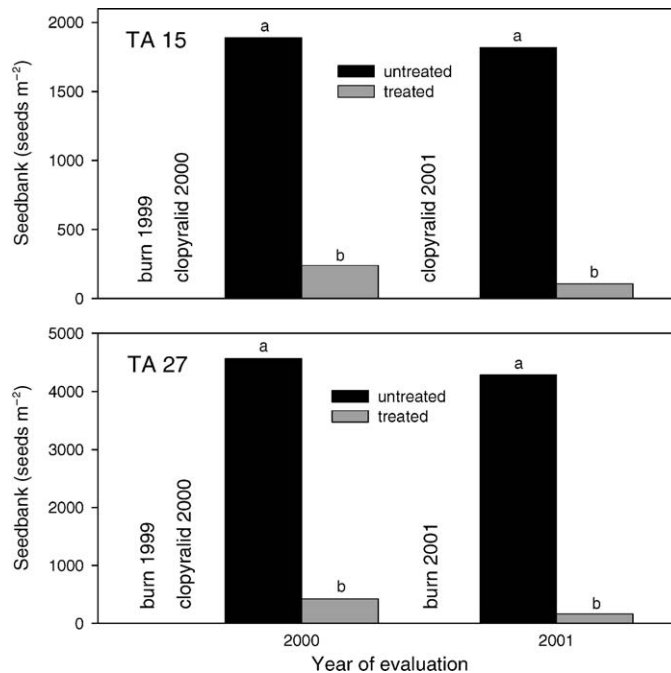 TA 15
Seedbank (seeds m⁻²)
2000
1500
1000
500
0
untreated
treated
burn 1999
clopyralid 2000
a
b
clopyralid 2001
a
b
TA 27
Seedbank (seeds m⁻²)
5000
4000
3000
2000
1000
0
untreated
treated
burn 1999
clopyralid 2000
a
b
burn 2001
a
b
2000
2001
Year of evaluation